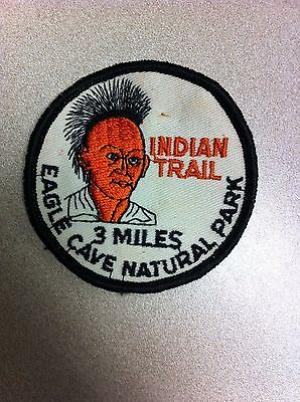 INDIAN
TRAIL
3 MILES
EAGLE CAVE NATURAL PARK